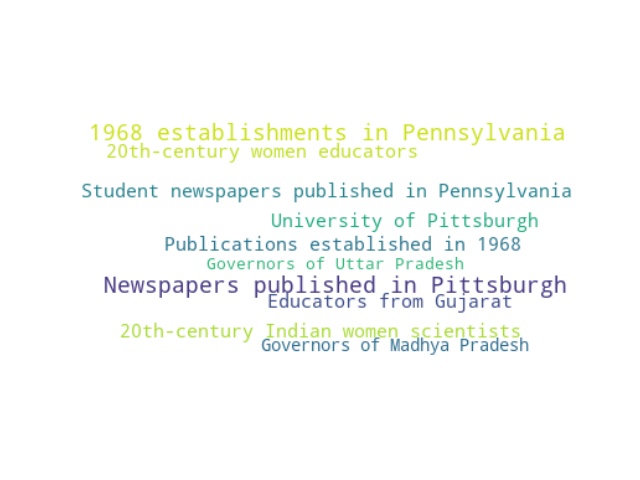 1968 establishments in Pennsylvania
20th-century women educators
Student newspapers published in Pennsylvania
University of Pittsburgh
Publications established in 1968
Governors of Uttar Pradesh
Newspapers published in Pittsburgh
Educators from Gujarat
20th-century Indian women scientists
Governors of Madhya Pradesh